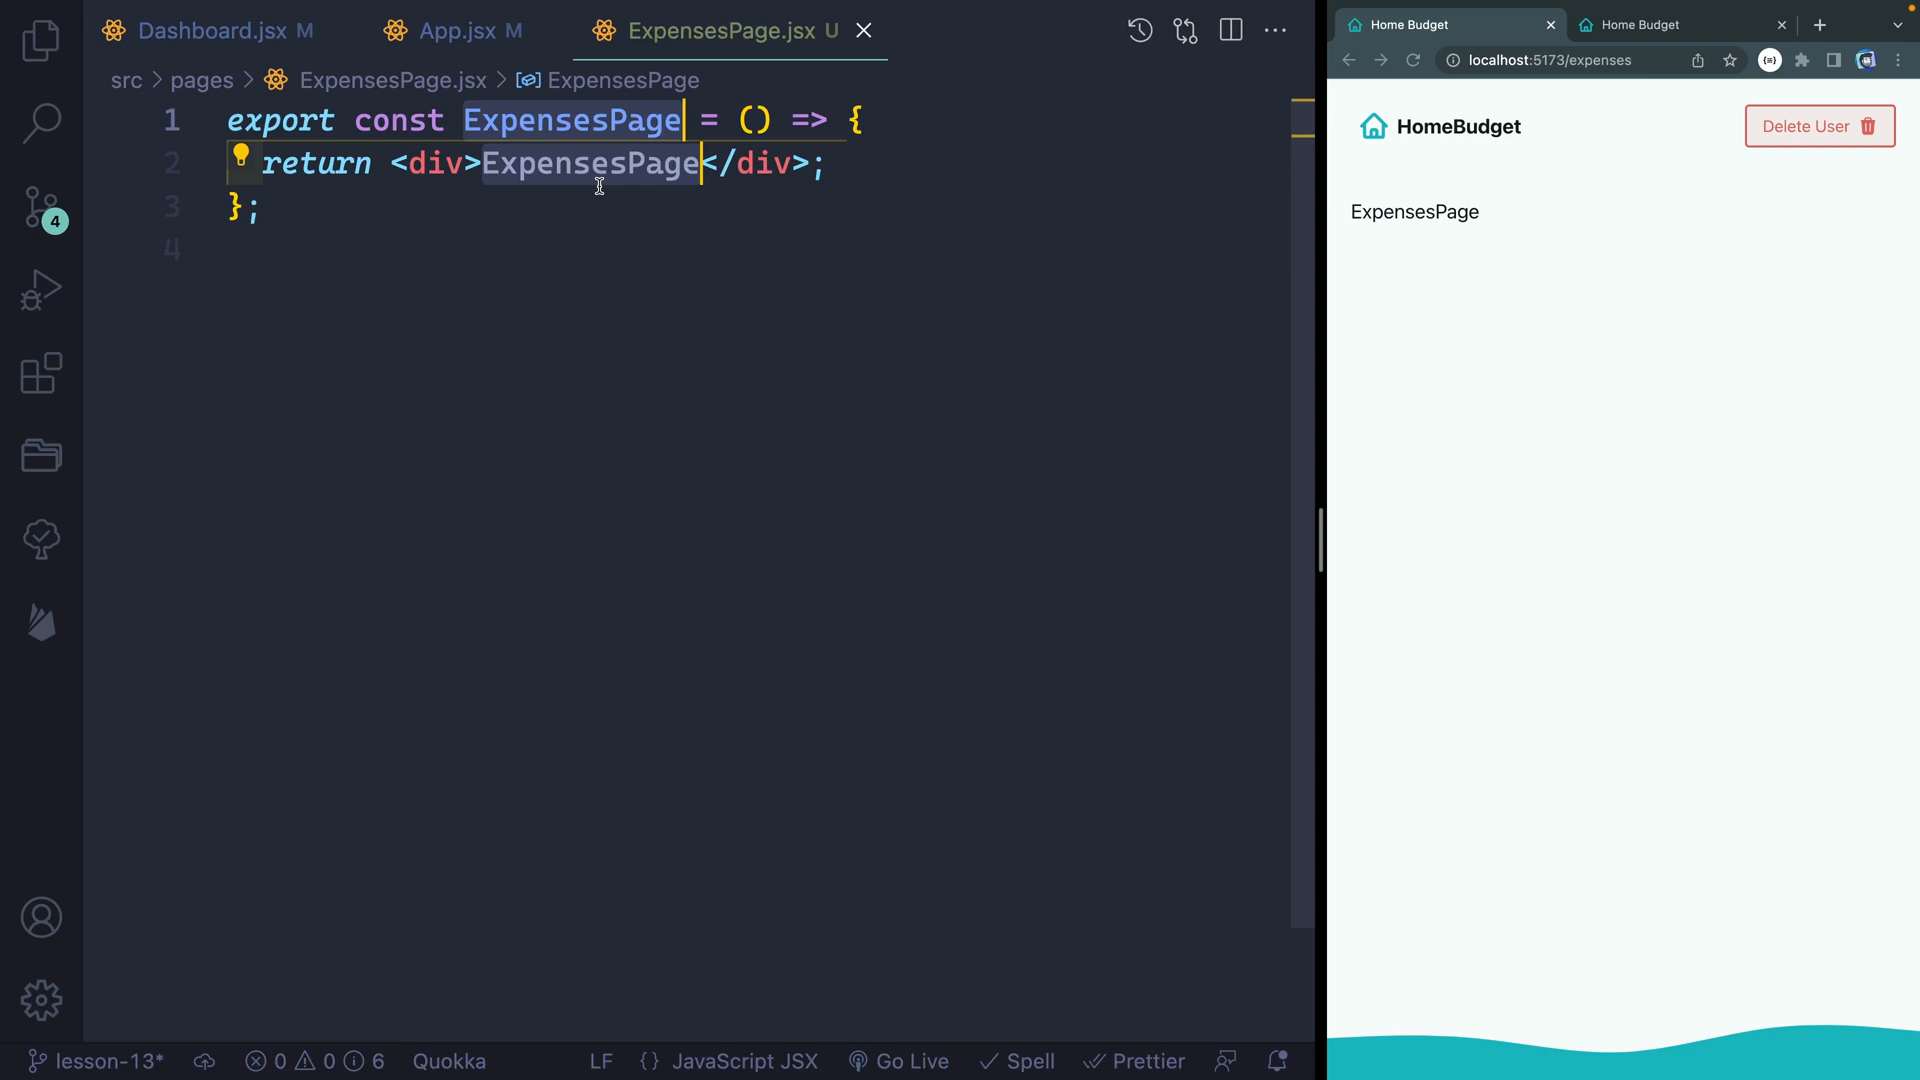 Dashboard.jsx M App.jsx M ExpensesPage.jsx U
src > pages > ExpensesPage.jsx > ExpensesPage
1 export const ExpensesPage = () => {
2 return <div>ExpensesPage</div>;
3 };
4
4
lesson-13* 0 0 6 Quokka LF {} JavaScript JSX Go Live Spell Prettier
Home Budget Home Budget
localhost:5173/expenses
HomeBudget Delete User
ExpensesPage